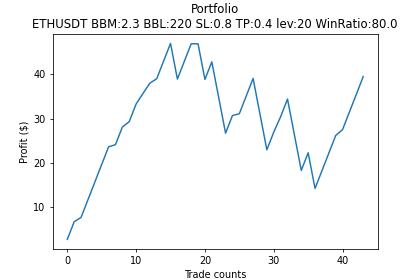 Portfolio
ETHUSDT BBM:2.3 BBL:220 SL:0.8 TP:0.4 lev:20 WinRatio:80.0
40
30
20
10
Profit ($)
0 10 20 30 40
Trade counts